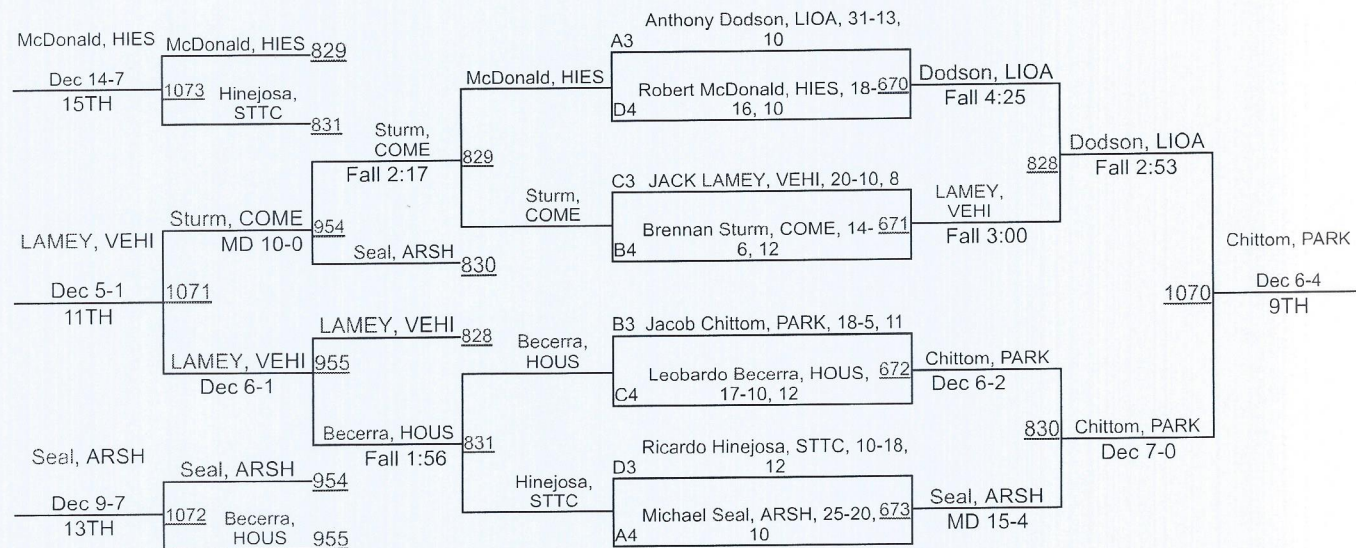 McDonald, HIES
Dec 14-7
15TH
McDonald, HIES 829
1073
Hinejosa,
STTC
831
LAMEY, VEHI
Dec 5-1
11TH
Sturm, COME
MD 10-0
1071
LAMEY, VEHI
Dec 6-1
Seal, ARSH
Dec 9-7
13TH
Seal, ARSH
954
1072
Becerra,
HOUS
955
Sturm,
COME
Fall 2:17
954
Seal, ARSH
830
LAMEY, VEHI
828
955
Becerra, HOUS
Fall 1:56
McDonald, HIES
829
Sturm,
COME
Becerra,
HOUS
831
Hinejosa,
STTC
Anthony Dodson, LIOA, 31-13,
10
A3
Robert McDonald, HIES, 18-
16, 10
670
D4
C3 JACK LAMEY, VEHI, 20-10, 8
Brennan Sturm, COME, 14-
6, 12
671
B4
B3 Jacob Chittom, PARK, 18-5, 11
Leobardo Becerra, HOUS,
17-10, 12
672
C4
Ricardo Hinejosa, STTC, 10-18,
12
D3
Michael Seal, ARSH, 25-20,
10
673
A4
Dodson, LIOA
Fall 4:25
828
LAMEY,
VEHI
Fall 3:00
Chittom, PARK
Dec 6-2
830
Seal, ARSH
MD 15-4
Dodson, LIOA
Fall 2:53
1070
Chittom, PARK
Dec 7-0
Chittom, PARK
Dec 6-4
9TH